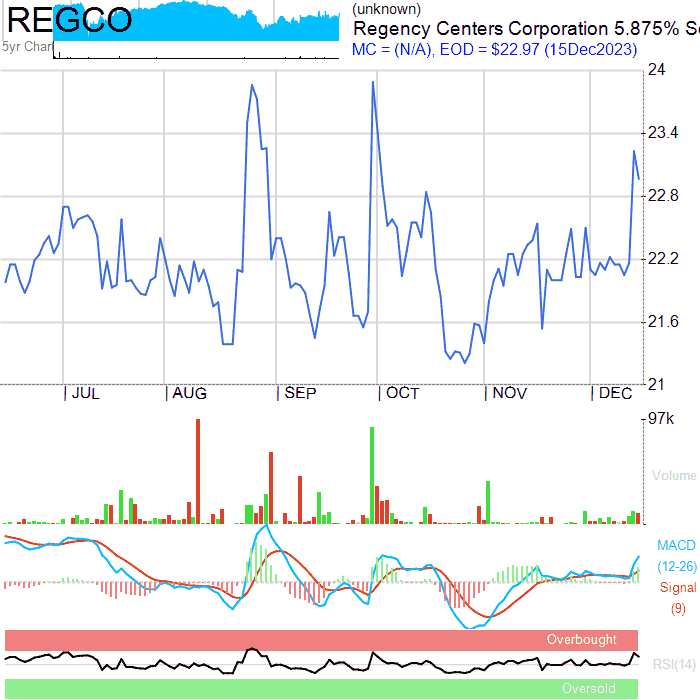 REGCO
(unknown)
Regency Centers Corporation 5.875% S
5yr Chart
MC = (N/A), EOD = $22.97 (15Dec2023)
24
23.4
22.8
22.2
21.6
21
JUL AUG SEP OCT NOV DEC
97k
Volume
MACD
(12-26)
Signal
(9)
Overbought
RSI(14)
Oversold